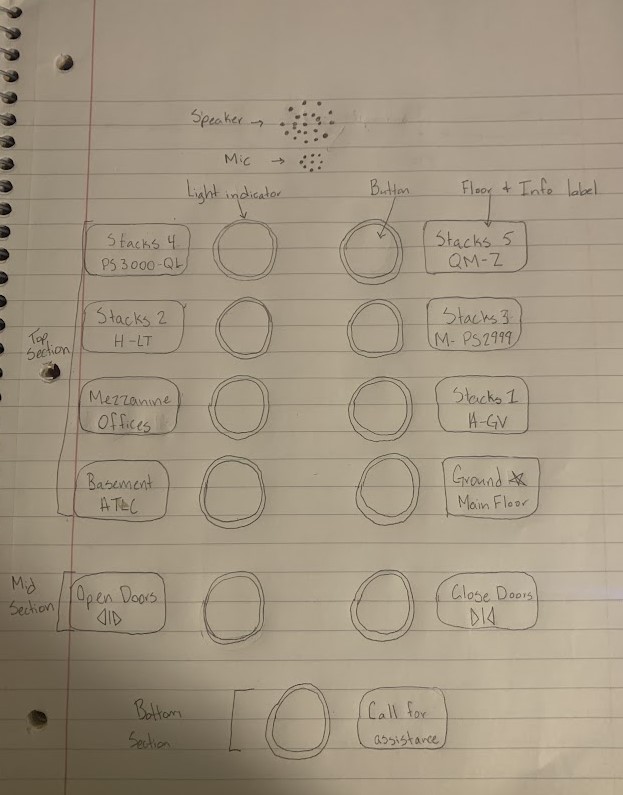 Speaker →
Mic →
Light indicator
Button
Floor + Info label
Stacks 4
PS3000-QL
Stacks 5
QM-Z
Top
Section
Stacks 2
H-LT
Stacks 3
M-PS2999
Mezzanine
Offices
Stacks 1
A-GV
Basement
ATEC
Ground ☆
Main Floor
Mid
Section
Open Doors
◁|▷
Close Doors
▷|◁
Bottom
Section
Call for
assistance